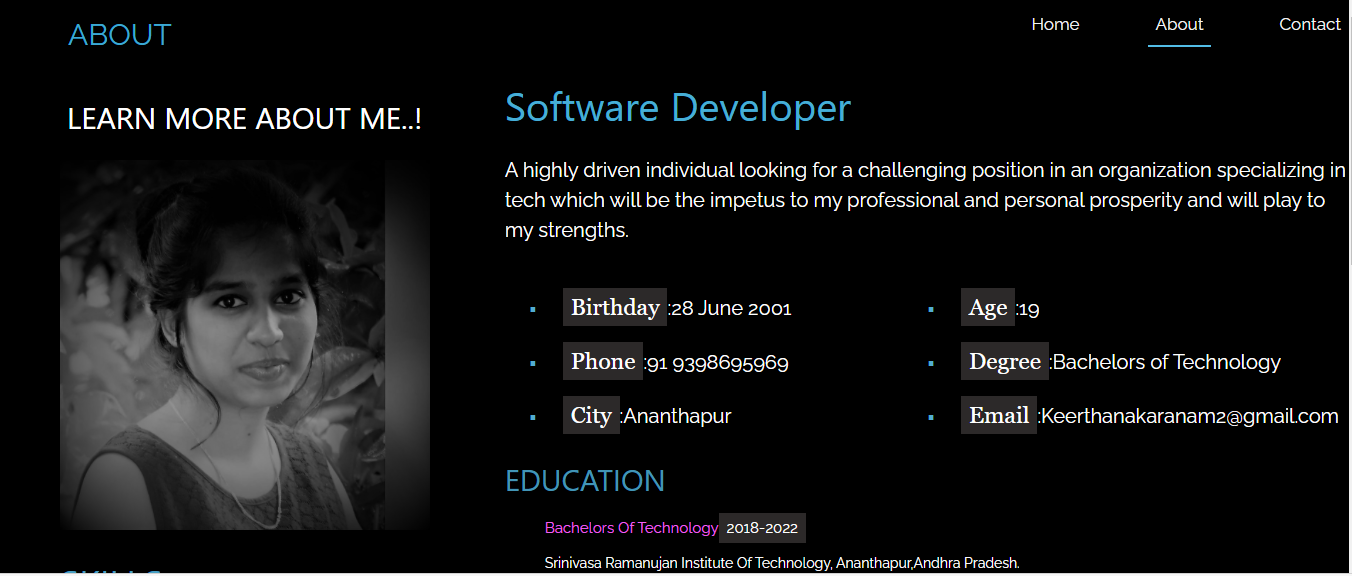 ABOUT
Home
About
Contact
LEARN MORE ABOUT ME..!
Software Developer
A highly driven individual looking for a challenging position in an organization specializing in
tech which will be the impetus to my professional and personal prosperity and will play to
my strengths.
Birthday :28 June 2001
Age :19
Phone :91 9398695969
Degree :Bachelors of Technology
City :Ananthapur
Email :Keerthanakaranam2@gmail.com
EDUCATION
Bachelors Of Technology 2018-2022
Srinivasa Ramanujan Institute Of Technology, Ananthapur,Andhra Pradesh.